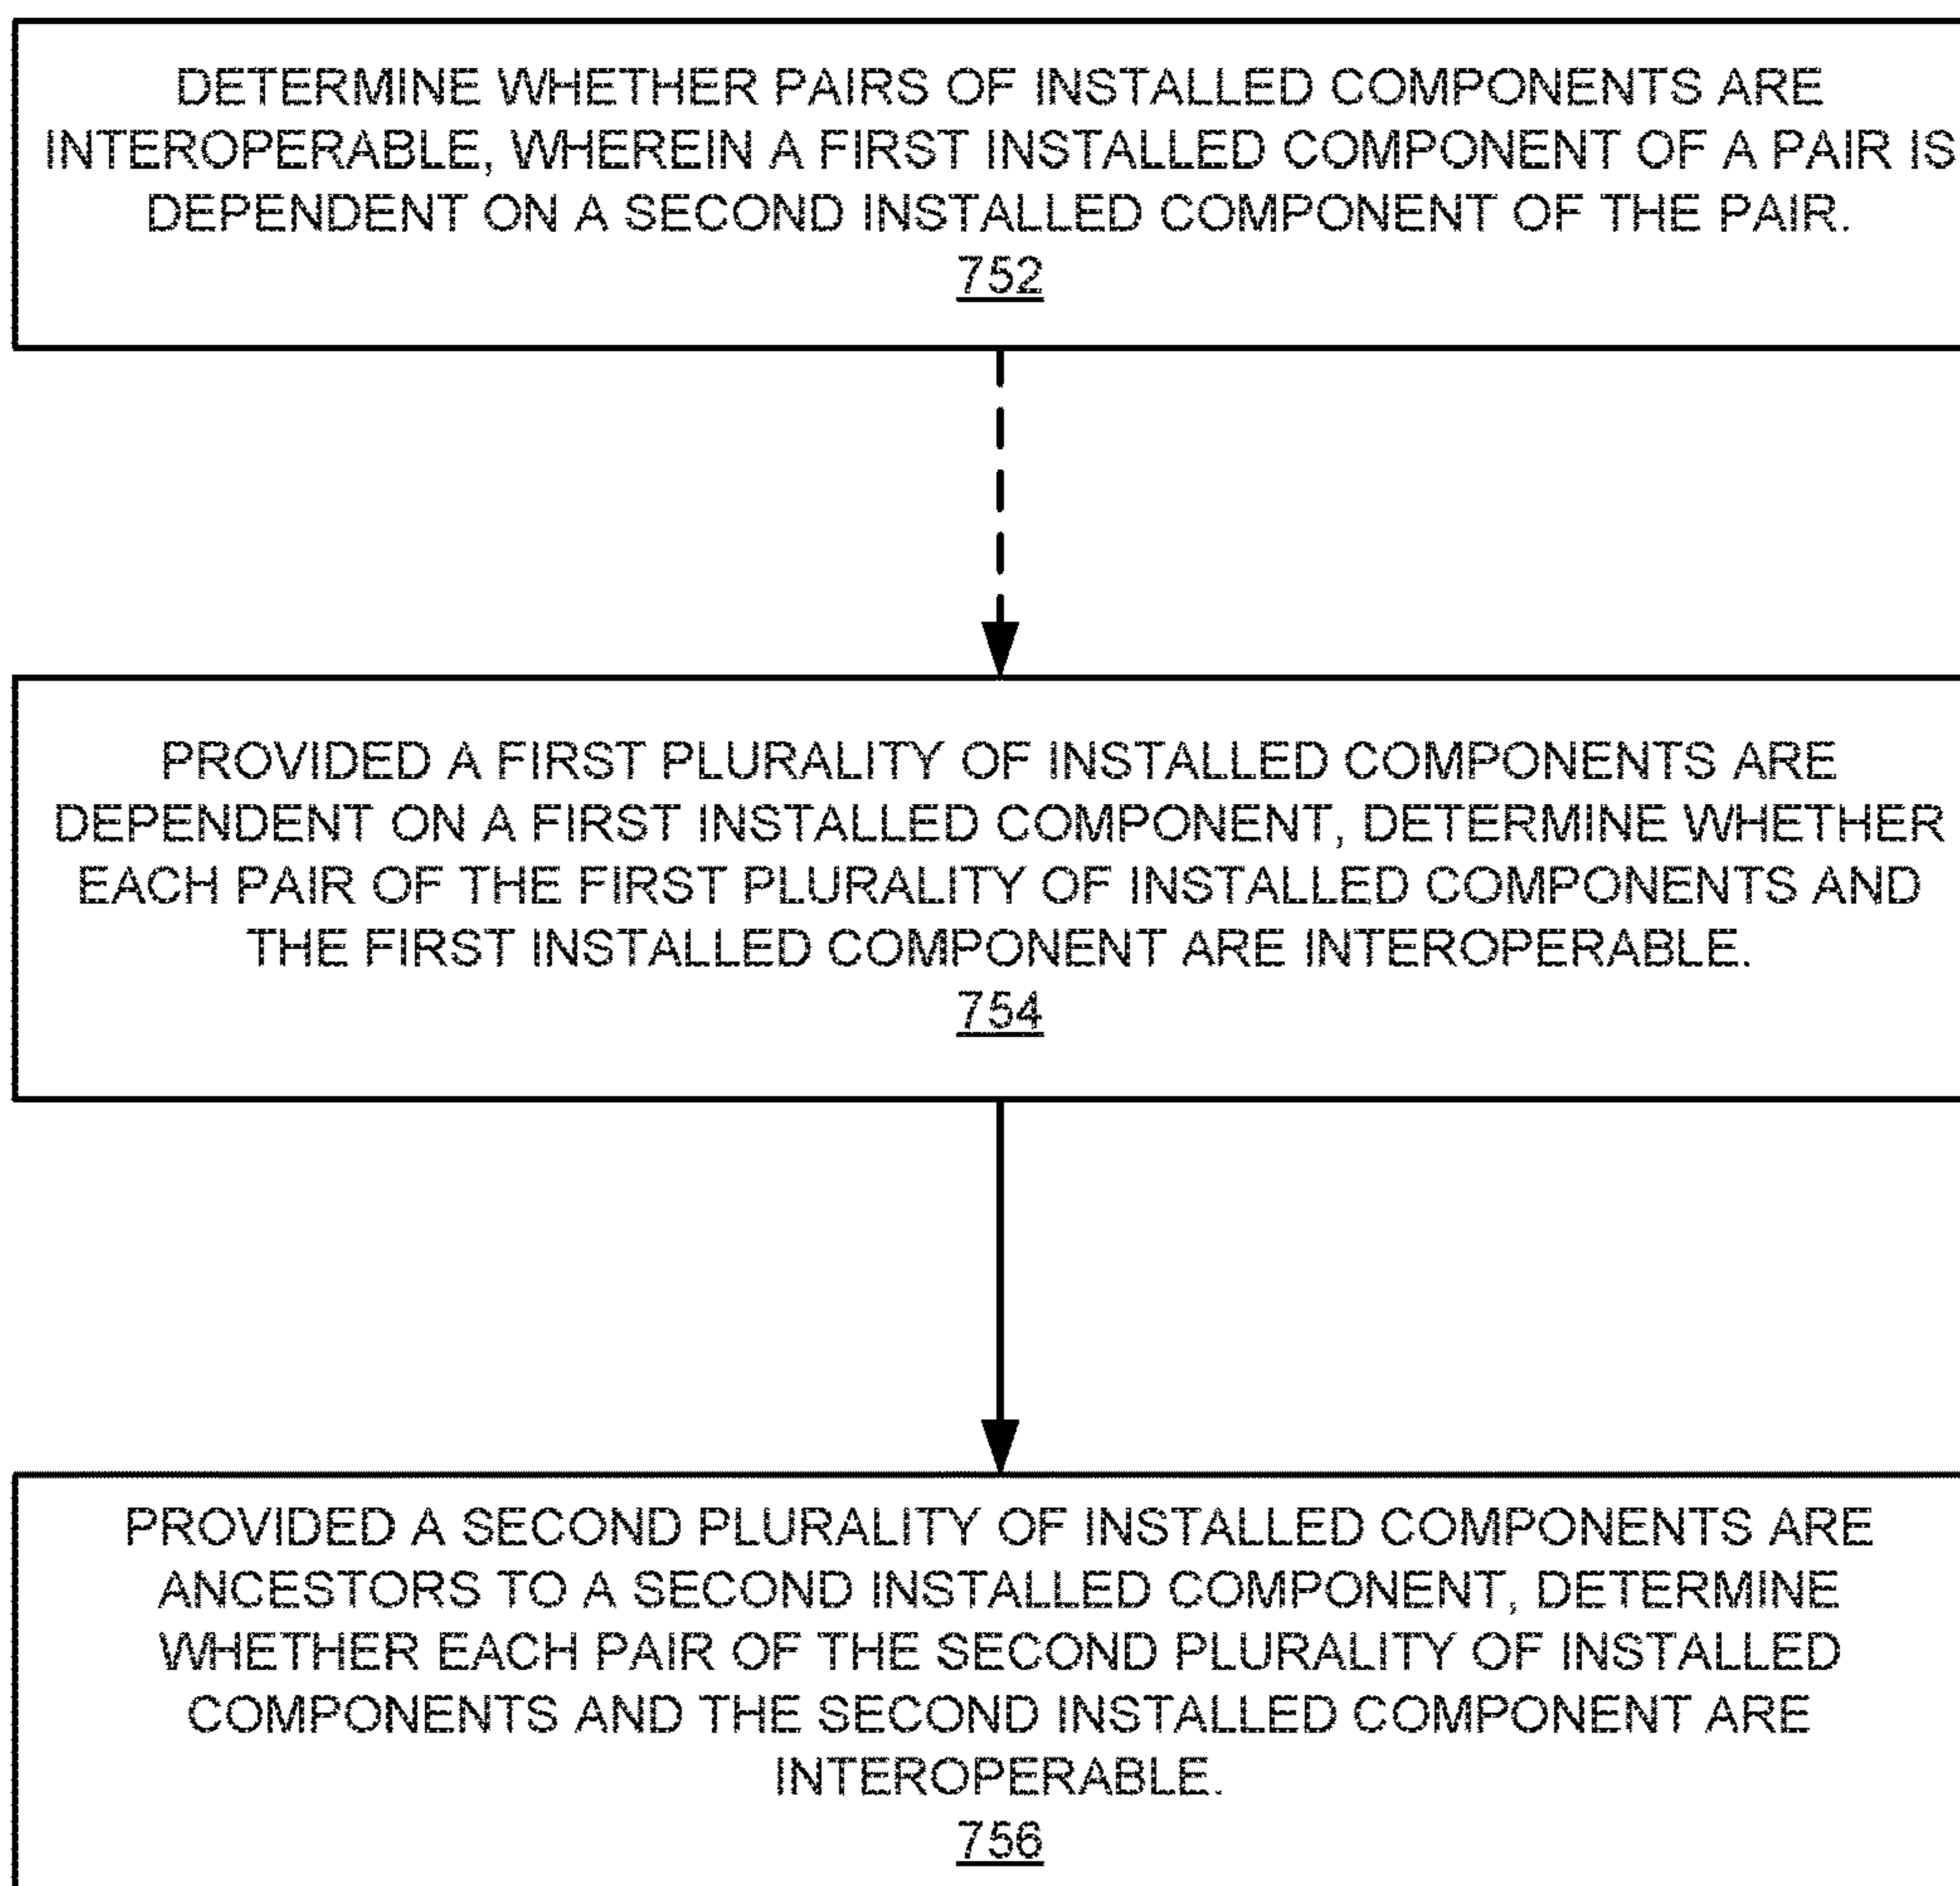 DETERMINE WHETHER PAIRS OF INSTALLED COMPONENTS ARE
INTEROPERABLE, WHEREIN A FIRST INSTALLED COMPONENT OF A PAIR IS
DEPENDENT ON A SECOND INSTALLED COMPONENT OF THE PAIR.
752
PROVIDED A FIRST PLURALITY OF INSTALLED COMPONENTS ARE
DEPENDENT ON A FIRST INSTALLED COMPONENT, DETERMINE WHETHER
EACH PAIR OF THE FIRST PLURALITY OF INSTALLED COMPONENTS AND
THE FIRST INSTALLED COMPONENT ARE INTEROPERABLE.
754
PROVIDED A SECOND PLURALITY OF INSTALLED COMPONENTS ARE
ANCESTORS TO A SECOND INSTALLED COMPONENT, DETERMINE
WHETHER EACH PAIR OF THE SECOND PLURALITY OF INSTALLED
COMPONENTS AND THE SECOND INSTALLED COMPONENT ARE
INTEROPERABLE.
756